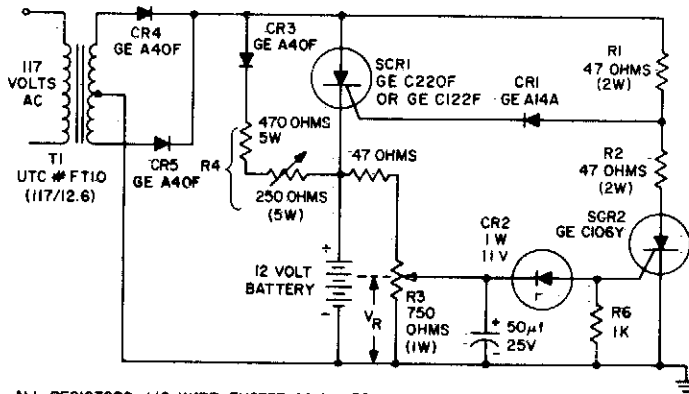 117
VOLTS
AC
T1
UTC # FT10
(117/12.6)
CR4
GE A40F
CR5
GE A40F
CR3
GE A40F
R4
470 OHMS
5W
250 OHMS
(5W)
47 OHMS
SCR1
GE C220F
OR GE C122F
CR1
GE A14A
R1
47 OHMS
(2W)
R2
47 OHMS
(2W)
SCR2
GE C106Y
CR2
1 W
11 V
+
12 VOLT
BATTERY
-
VR
R3
750
OHMS
(1W)
+
50µf
25V
-
R6
1K